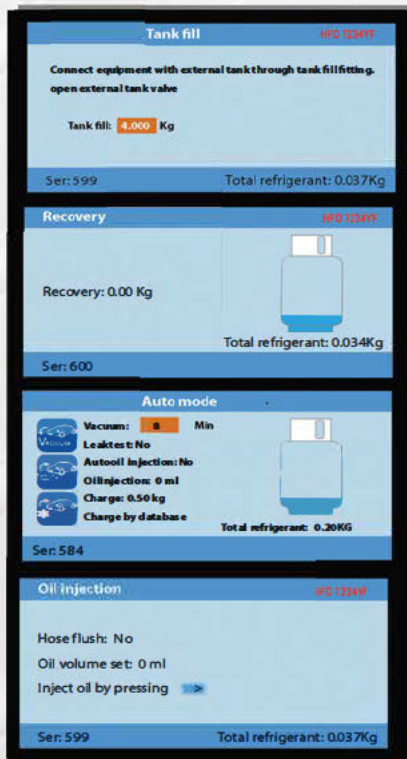 Tank fill
HFO 1234YF
Connect equipment with external tank through tank fill fitting.
open external tank valve
Tank fill: 4.000 Kg
Ser: 599 Total refrigerant: 0.037Kg
Recovery HFO 1234YF
Recovery: 0.00 Kg
Total refrigerant: 0.034Kg
Ser: 600
Auto mode
Vacuum: 8 Min
Leaktest: No
Autooil injection: No
Oilinjection: 0 ml
Charge: 0.50 kg
Charge by database
Total refrigerant: 0.20KG
Ser: 584
Oil injection HFO 1234YF
Hose flush: No
Oil volume set: 0 ml
Inject oil by pressing >
Ser: 599 Total refrigerant: 0.037Kg